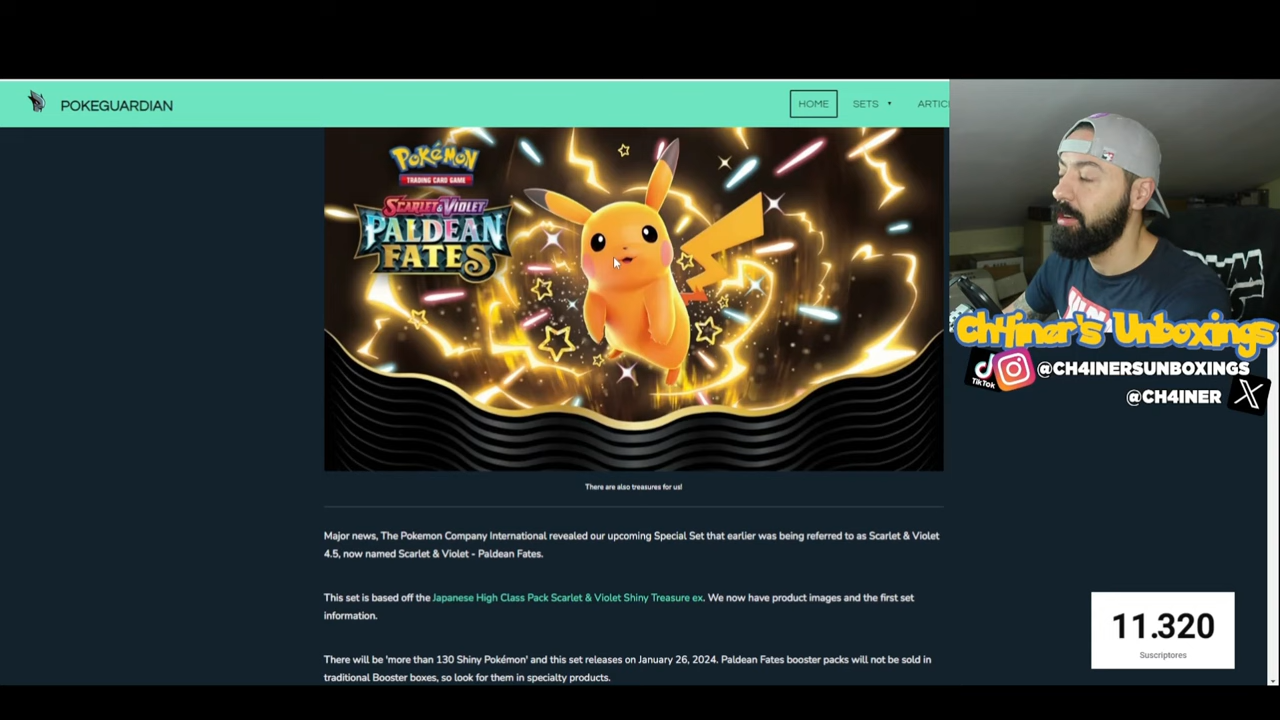 POKEGUARDIAN
HOME
SETS
ARTIC
Pokémon
TRADING CARD GAME
SCARLET & VIOLET
PALDEAN
FATES
There are also treasures for us!
Major news, The Pokemon Company International revealed our upcoming Special Set that earlier was being referred to as Scarlet & Violet
4.5, now named Scarlet & Violet - Paldean Fates.
This set is based off the Japanese High Class Pack Scarlet & Violet Shiny Treasure ex. We now have product images and the first set
information.
There will be 'more than 130 Shiny Pokémon' and this set releases on January 26, 2024. Paldean Fates booster packs will not be sold in
traditional Booster boxes, so look for them in specialty products.
Ch4iner's Unboxings
TikTok
@CH4INERSUNBOXINGS
@CH4INER
11.320
Suscriptores